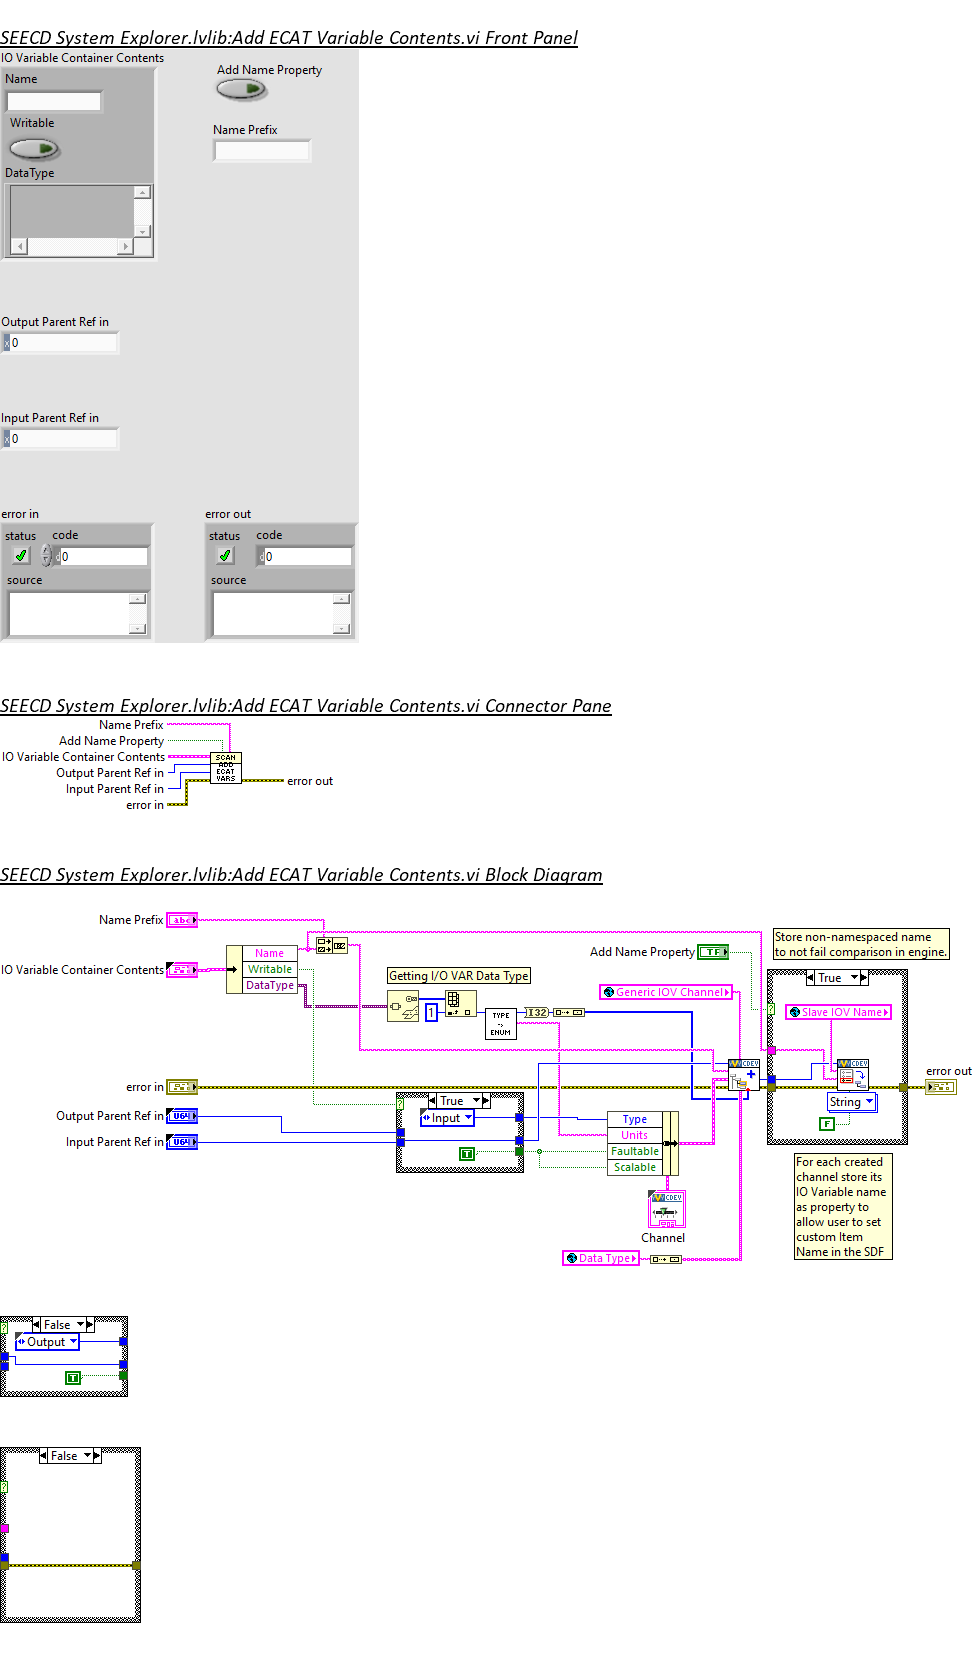 SEECD System Explorer.lvlib:Add ECAT Variable Contents.vi Front Panel
IO Variable Container Contents
Name
Writable
DataType
Add Name Property
Name Prefix
Output Parent Ref in
x 0
Input Parent Ref in
x 0
error in
status code
d 0
source
error out
status code
d 0
source
SEECD System Explorer.lvlib:Add ECAT Variable Contents.vi Connector Pane
Name Prefix
Add Name Property
IO Variable Container Contents
Output Parent Ref in
Input Parent Ref in
error in
SCAN
ADD
ECAT
VARS
error out
SEECD System Explorer.lvlib:Add ECAT Variable Contents.vi Block Diagram
Name Prefix
abc
IO Variable Container Contents
Name
Writable
DataType
Getting I/O VAR Data Type
1
TYPE
->
ENUM
I32
Add Name Property
TF
Generic IOV Channel
Store non-namespaced name
to not fail comparison in engine.
True
?
Slave IOV Name
CDEV
CDEV
String
F
error in
Output Parent Ref in
U64
Input Parent Ref in
U64
True
?
Input
T
Type
Units
Faultable
Scalable
CDEV
Channel
Data Type
error out
For each created
channel store its
IO Variable name
as property to
allow user to set
custom Item
Name in the SDF
False
?
Output
T
False
?